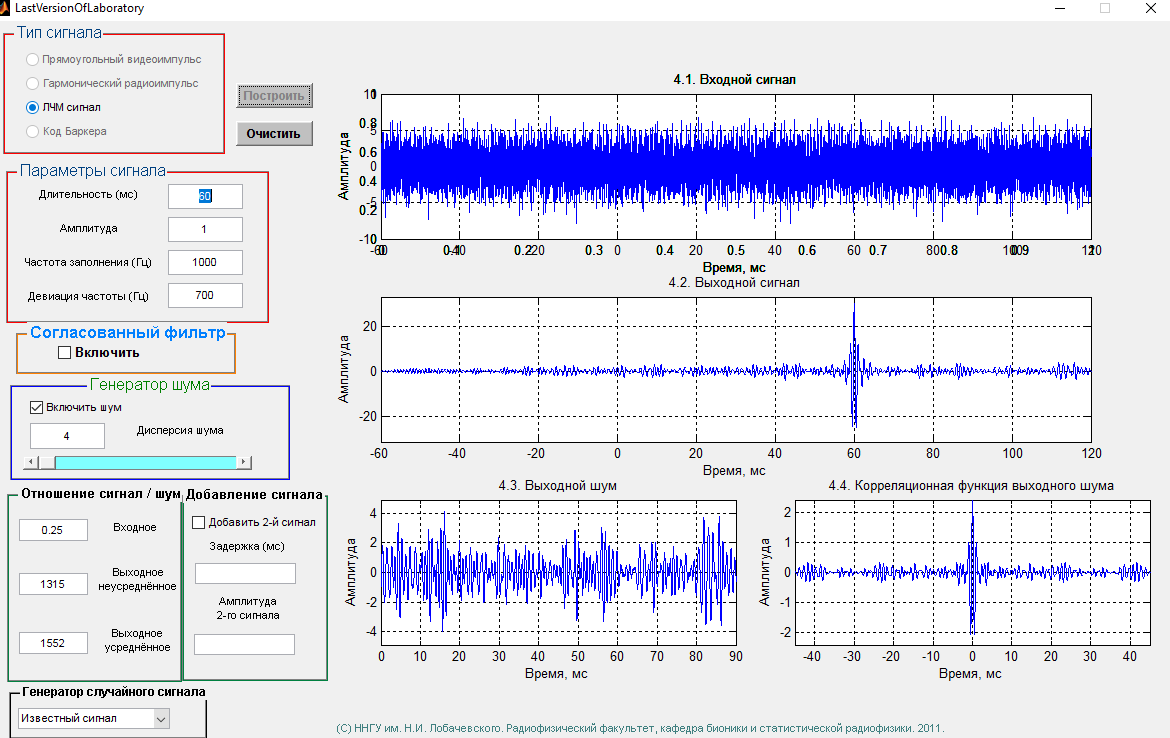 LastVersionOfLaboratory
Тип сигнала
Прямоугольный видеоимпульс
Гармонический радиоимпульс
ЛЧМ сигнал
Код Баркера
Построить
Очистить
Параметры сигнала
Длительность (мс)
60
Амплитуда
1
Частота заполнения (Гц)
1000
Девиация частоты (Гц)
700
Согласованный фильтр
Включить
Генератор шума
Включить шум
4
Дисперсия шума
Отношение сигнал / шум
0.25
Входное
1315
Выходное
неусреднённое
1552
Выходное
усреднённое
Добавление сигнала
Добавить 2-й сигнал
Задержка (мс)
Амплитуда
2-го сигнала
Генератор случайного сигнала
Известный сигнал
4.1. Входной сигнал
Амплитуда
10
5
0
-5
-10
1
0.8
0.6
0.4
0.2
-60 -40 -20 0 20 40 60 80 100 120
0 0.1 0.2 0.3 0.4 0.5 0.6 0.7 0.8 0.9 1
Время, мс
4.2. Выходной сигнал
Амплитуда
20
0
-20
-60 -40 -20 0 20 40 60 80 100 120
Время, мс
4.3. Выходной шум
Амплитуда
4
2
0
-2
-4
0 10 20 30 40 50 60 70 80 90
Время, мс
4.4. Корреляционная функция выходного шума
Амплитуда
2
1
0
-1
-2
-40 -30 -20 -10 0 10 20 30 40
Время, мс
(С) ННГУ им. Н.И. Лобачевского. Радиофизический факультет, кафедра бионики и статистической радиофизики. 2011.